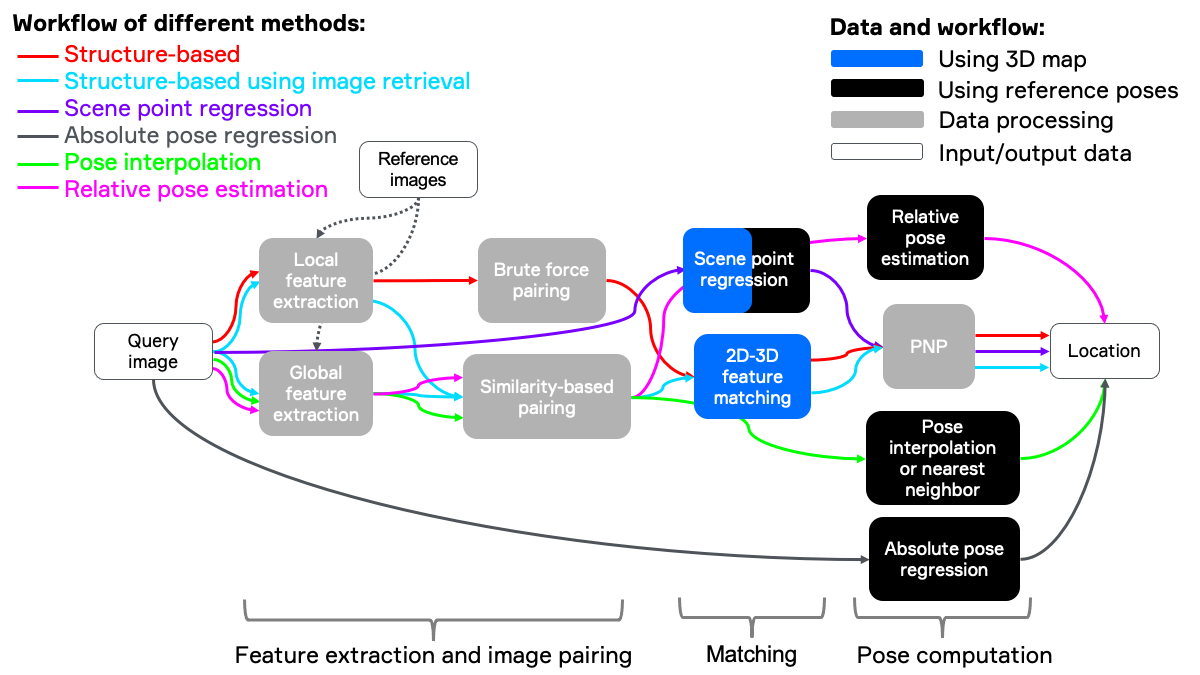 Workflow of different methods:
Structure-based
Structure-based using image retrieval
Scene point regression
Absolute pose regression
Pose interpolation
Relative pose estimation
Data and workflow:
Using 3D map
Using reference poses
Data processing
Input/output data
Reference
images
Query
image
Local
feature
extraction
Global
feature
extraction
Brute force
pairing
Similarity-based
pairing
Scene point
regression
2D-3D
feature
matching
Relative
pose
estimation
PNP
Pose
interpolation
or nearest
neighbor
Absolute pose
regression
Location
Feature extraction and image pairing
Matching
Pose computation